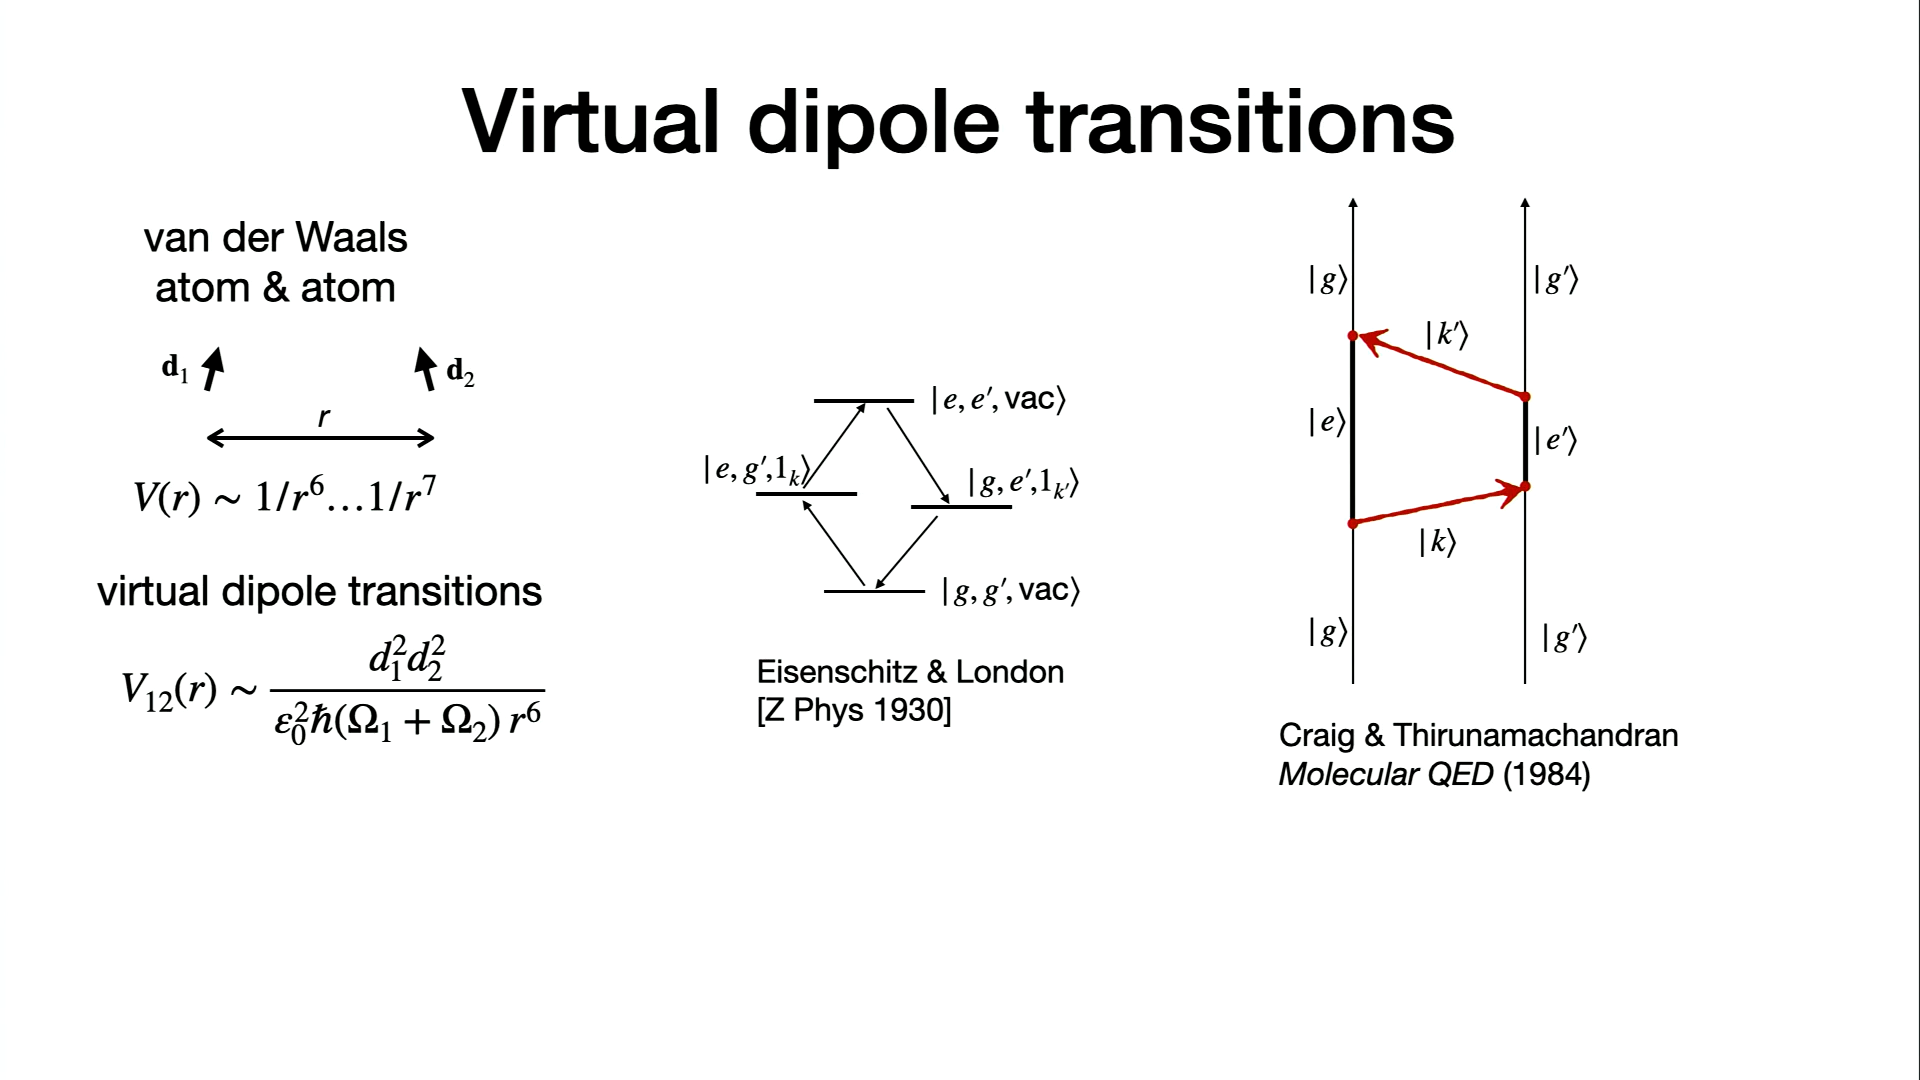 Virtual dipole transitions
van der Waals
atom & atom
d₁
d₂
r
V(r) ∼ 1/r⁶…1/r⁷
virtual dipole transitions
V₁₂(r) ∼ d₁²d₂² / ε₀²ℏ(Ω₁ + Ω₂) r⁶
|e, e′, vac⟩
|e, g′,1ₖ⟩
|g, e′,1ₖ′⟩
|g, g′, vac⟩
Eisenschitz & London
[Z Phys 1930]
|g⟩
|g′⟩
|k′⟩
|e⟩
|e′⟩
|k⟩
|g⟩
|g′⟩
Craig & Thirunamachandran
Molecular QED (1984)